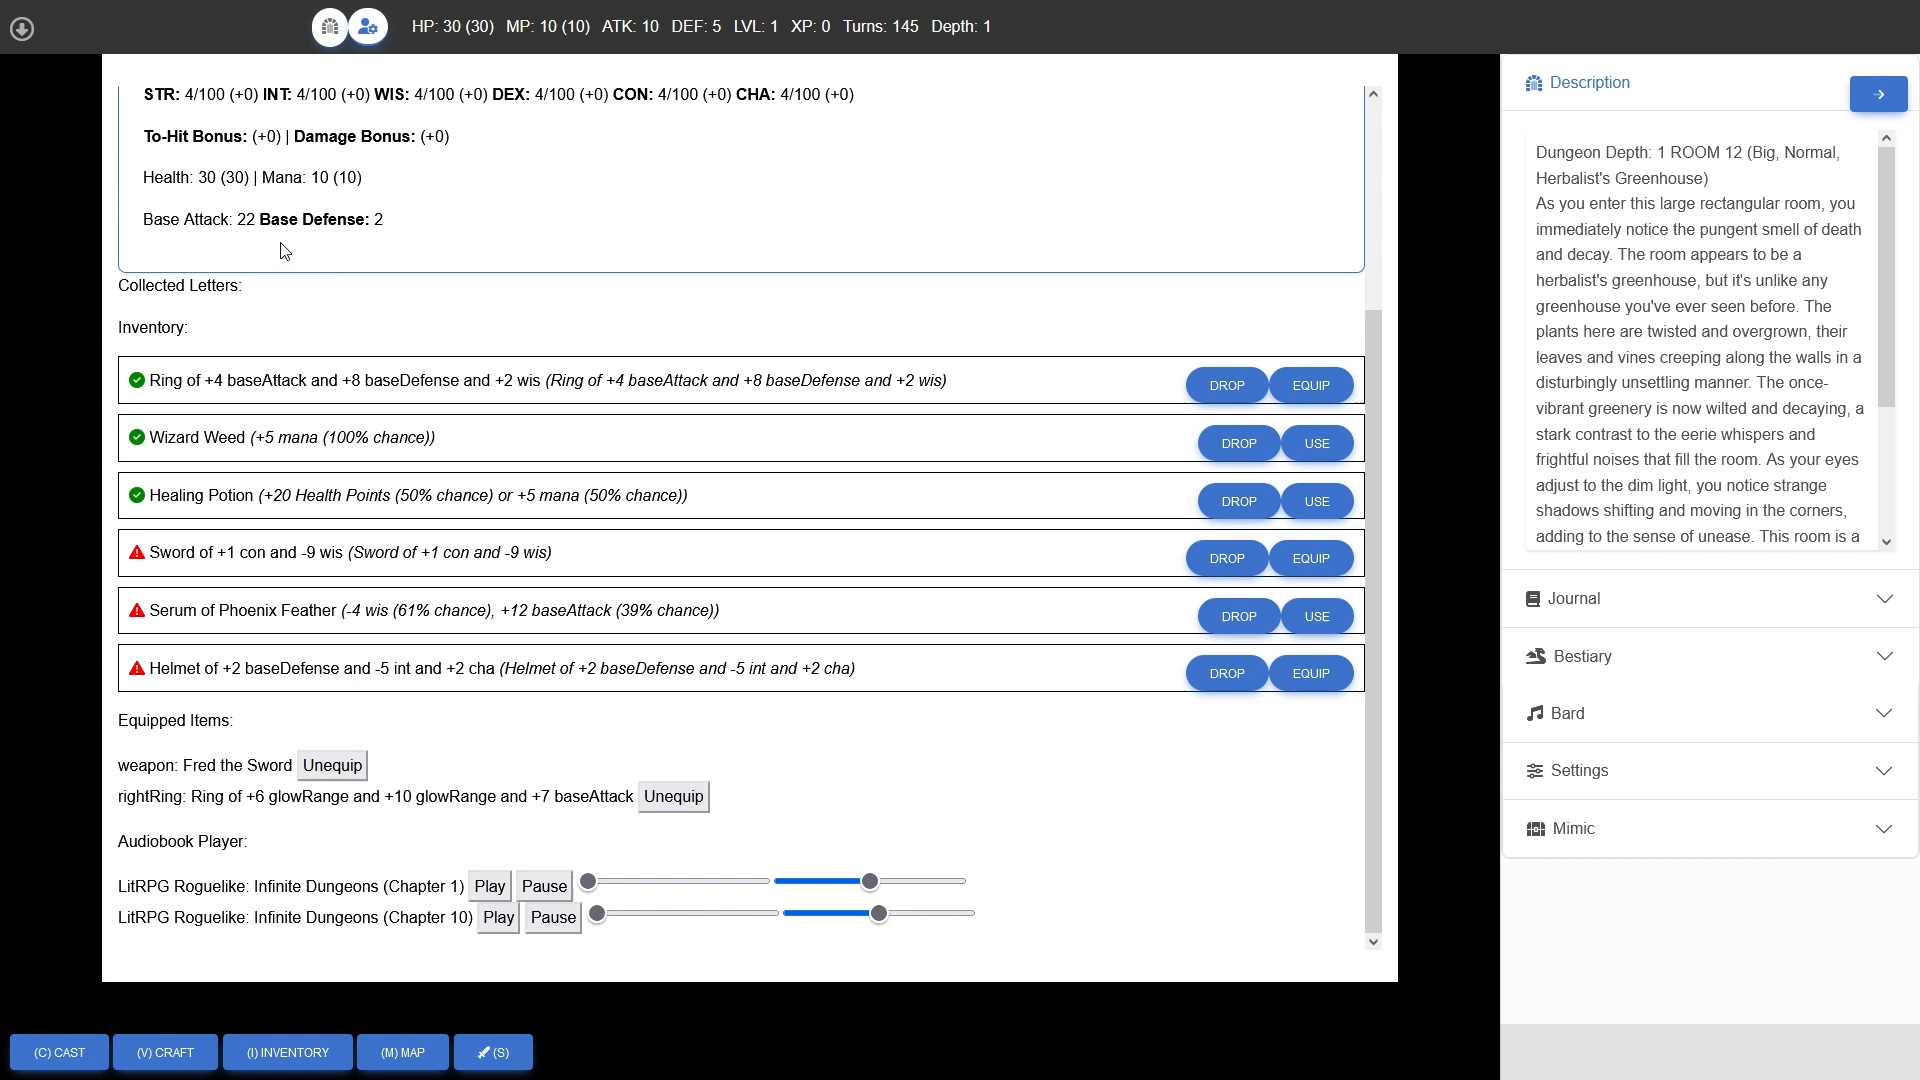 HP: 30 (30) MP: 10 (10) ATK: 10 DEF: 5 LVL: 1 XP: 0 Turns: 145 Depth: 1
STR: 4/100 (+0) INT: 4/100 (+0) WIS: 4/100 (+0) DEX: 4/100 (+0) CON: 4/100 (+0) CHA: 4/100 (+0)
To-Hit Bonus: (+0) | Damage Bonus: (+0)
Health: 30 (30) | Mana: 10 (10)
Base Attack: 22 Base Defense: 2
Collected Letters:
Inventory:
Ring of +4 baseAttack and +8 baseDefense and +2 wis (Ring of +4 baseAttack and +8 baseDefense and +2 wis) DROP EQUIP
Wizard Weed (+5 mana (100% chance)) DROP USE
Healing Potion (+20 Health Points (50% chance) or +5 mana (50% chance)) DROP USE
Sword of +1 con and -9 wis (Sword of +1 con and -9 wis) DROP EQUIP
Serum of Phoenix Feather (-4 wis (61% chance), +12 baseAttack (39% chance)) DROP USE
Helmet of +2 baseDefense and -5 int and +2 cha (Helmet of +2 baseDefense and -5 int and +2 cha) DROP EQUIP
Equipped Items:
weapon: Fred the Sword Unequip
rightRing: Ring of +6 glowRange and +10 glowRange and +7 baseAttack Unequip
Audiobook Player:
LitRPG Roguelike: Infinite Dungeons (Chapter 1) Play Pause
LitRPG Roguelike: Infinite Dungeons (Chapter 10) Play Pause
(C) CAST (V) CRAFT (I) INVENTORY (M) MAP (S)
Description
Dungeon Depth: 1 ROOM 12 (Big, Normal,
Herbalist's Greenhouse)
As you enter this large rectangular room, you
immediately notice the pungent smell of death
and decay. The room appears to be a
herbalist's greenhouse, but it's unlike any
greenhouse you've ever seen before. The
plants here are twisted and overgrown, their
leaves and vines creeping along the walls in a
disturbingly unsettling manner. The once-
vibrant greenery is now wilted and decaying, a
stark contrast to the eerie whispers and
frightful noises that fill the room. As your eyes
adjust to the dim light, you notice strange
shadows shifting and moving in the corners,
adding to the sense of unease. This room is a
Journal
Bestiary
Bard
Settings
Mimic